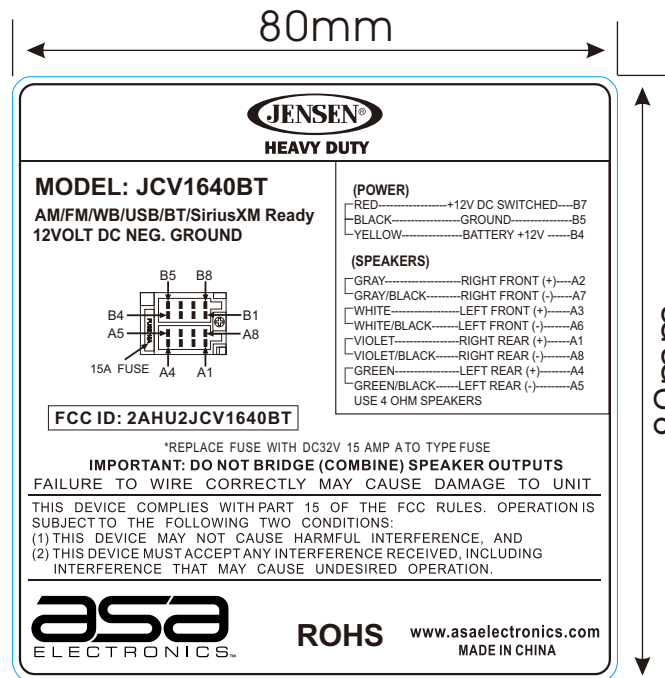 80mm
JENSEN®
HEAVY DUTY
MODEL: JCV1640BT
AM/FM/WB/USB/BT/SiriusXM Ready
12VOLT DC NEG. GROUND
B5 B8
B4 B1
A5 A8
15A FUSE A4 A1
FCC ID: 2AHU2JCV1640BT
(POWER)
RED------------------+12V DC SWITCHED----B7
BLACK-----------------GROUND---------------B5
YELLOW---------------BATTERY +12V ------B4
(SPEAKERS)
GRAY-------------------RIGHT FRONT (+)----A2
GRAY/BLACK---------RIGHT FRONT (-)-----A7
WHITE-----------------LEFT FRONT (+)-----A3
WHITE/BLACK------LEFT FRONT (-)------A6
VIOLET----------------RIGHT REAR (+)-----A1
VIOLET/BLACK-----RIGHT REAR (-)------A8
GREEN----------------LEFT REAR (+)-------A4
GREEN/BLACK-----LEFT REAR (-)---------A5
USE 4 OHM SPEAKERS
*REPLACE FUSE WITH DC32V 15 AMP ATO TYPE FUSE
IMPORTANT: DO NOT BRIDGE (COMBINE) SPEAKER OUTPUTS
FAILURE TO WIRE CORRECTLY MAY CAUSE DAMAGE TO UNIT
THIS DEVICE COMPLIES WITH PART 15 OF THE FCC RULES. OPERATION IS
SUBJECT TO THE FOLLOWING TWO CONDITIONS:
(1) THIS DEVICE MAY NOT CAUSE HARMFUL INTERFERENCE, AND
(2) THIS DEVICE MUST ACCEPT ANY INTERFERENCE RECEIVED, INCLUDING
INTERFERENCE THAT MAY CAUSE UNDESIRED OPERATION.
asa
ELECTRONICS™
ROHS
www.asaelectronics.com
MADE IN CHINA